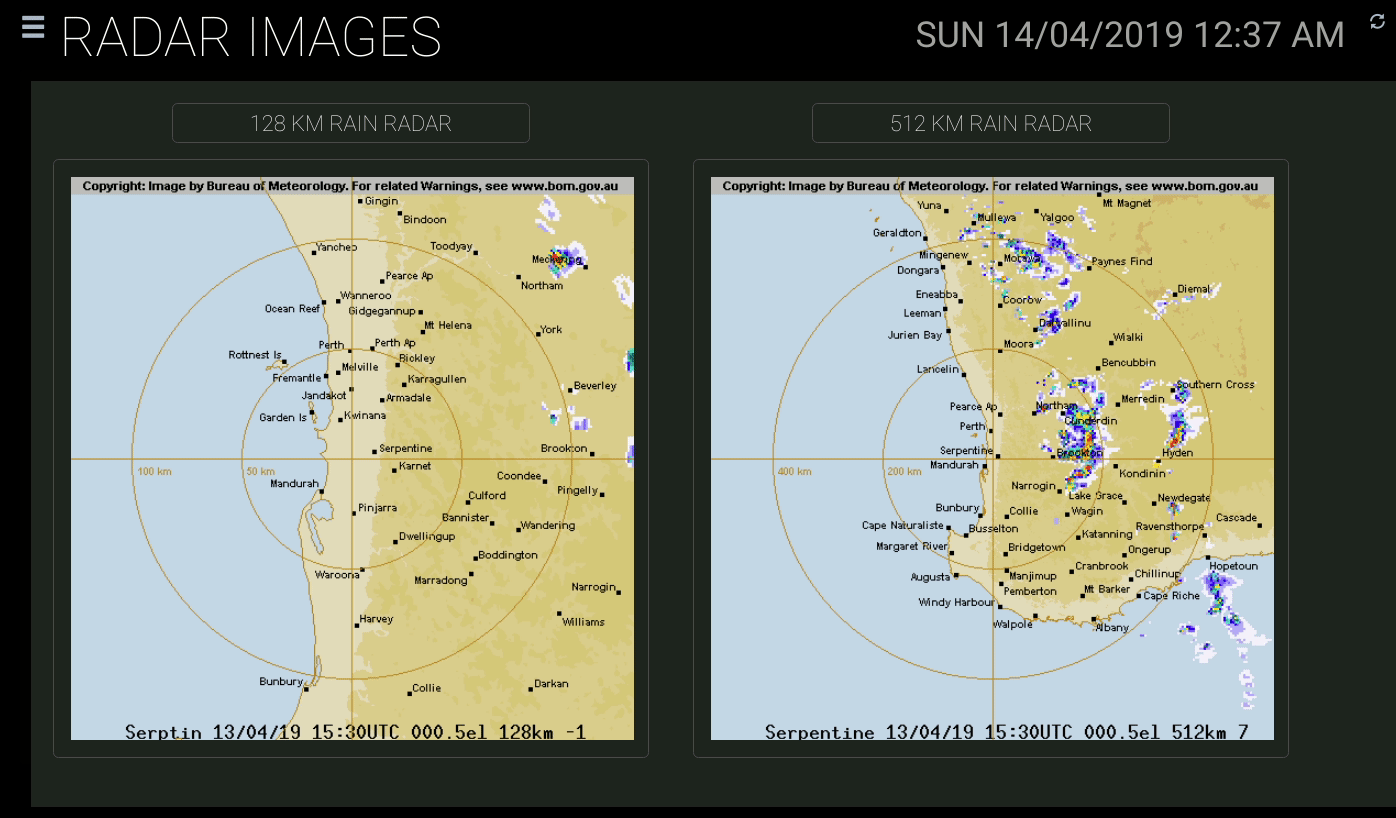 RADAR IMAGES
SUN 14/04/2019 12:37 AM
128 KM RAIN RADAR
Copyright: Image by Bureau of Meteorology. For related Warnings, see www.bom.gov.au
Gingin
Bindoon
Yanchep
Toodyay
Meckering
Pearce Ap
Northam
Wanneroo
Ocean Reef
Gidgegannup
Mt Helena
York
Perth
Perth Ap
Rottnest Is
Bickley
Melville
Fremantle
Karragullen
Beverley
Jandakot
Armadale
Garden Is
Kwinana
Serpentine
Brookton
Karnet
100 km
50 km
Coondee
Mandurah
Pingelly
Culford
Pinjarra
Bannister
Wandering
Dwellingup
Boddington
Waroona
Marradong
Narrogin
Harvey
Williams
Bunbury
Collie
Darkan
Serptin 13/04/19 15:30UTC 000.5el 128km -1
512 KM RAIN RADAR
Copyright: Image by Bureau of Meteorology. For related Warnings, see www.bom.gov.au
Mt Magnet
Yuna
Mullewa
Yalgoo
Geraldton
Mingenew
Morawa
Paynes Find
Dongara
Diemal
Eneabba
Coorow
Leeman
Dalwallinu
Jurien Bay
Wialki
Moora
Bencubbin
Lancelin
Southern Cross
Merredin
Pearce Ap
Northam
Cunderdin
Perth
Serpentine
Brookton
Hyden
Mandurah
400 km
200 km
Kondinin
Narrogin
Lake Grace
Newdegate
Bunbury
Collie
Wagin
Cascade
Cape Naturaliste
Busselton
Ravensthorpe
Katanning
Margaret River
Bridgetown
Ongerup
Hopetoun
Cranbrook
Augusta
Manjimup
Chillinup
Pemberton
Mt Barker
Cape Riche
Windy Harbour
Walpole
Albany
Serpentine 13/04/19 15:30UTC 000.5el 512km 7